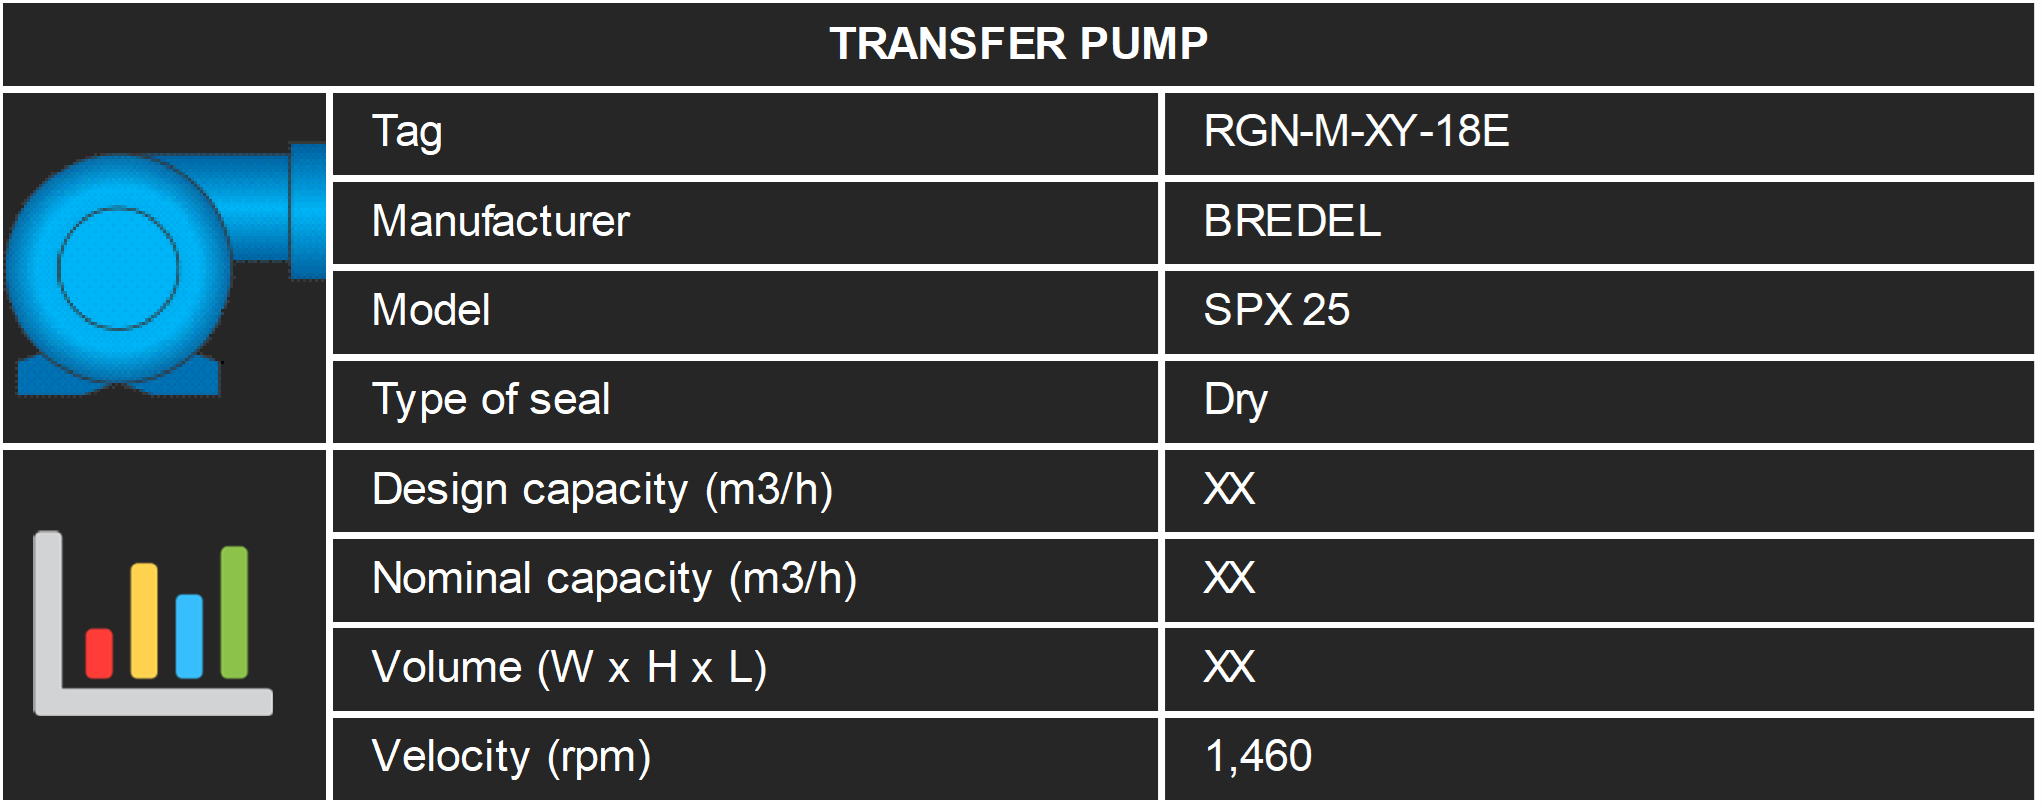 TRANSFER PUMP
Tag RGN-M-XY-18E
Manufacturer BREDEL
Model SPX 25
Type of seal Dry
Design capacity (m3/h) XX
Nominal capacity (m3/h) XX
Volume (W x H x L) XX
Velocity (rpm) 1,460